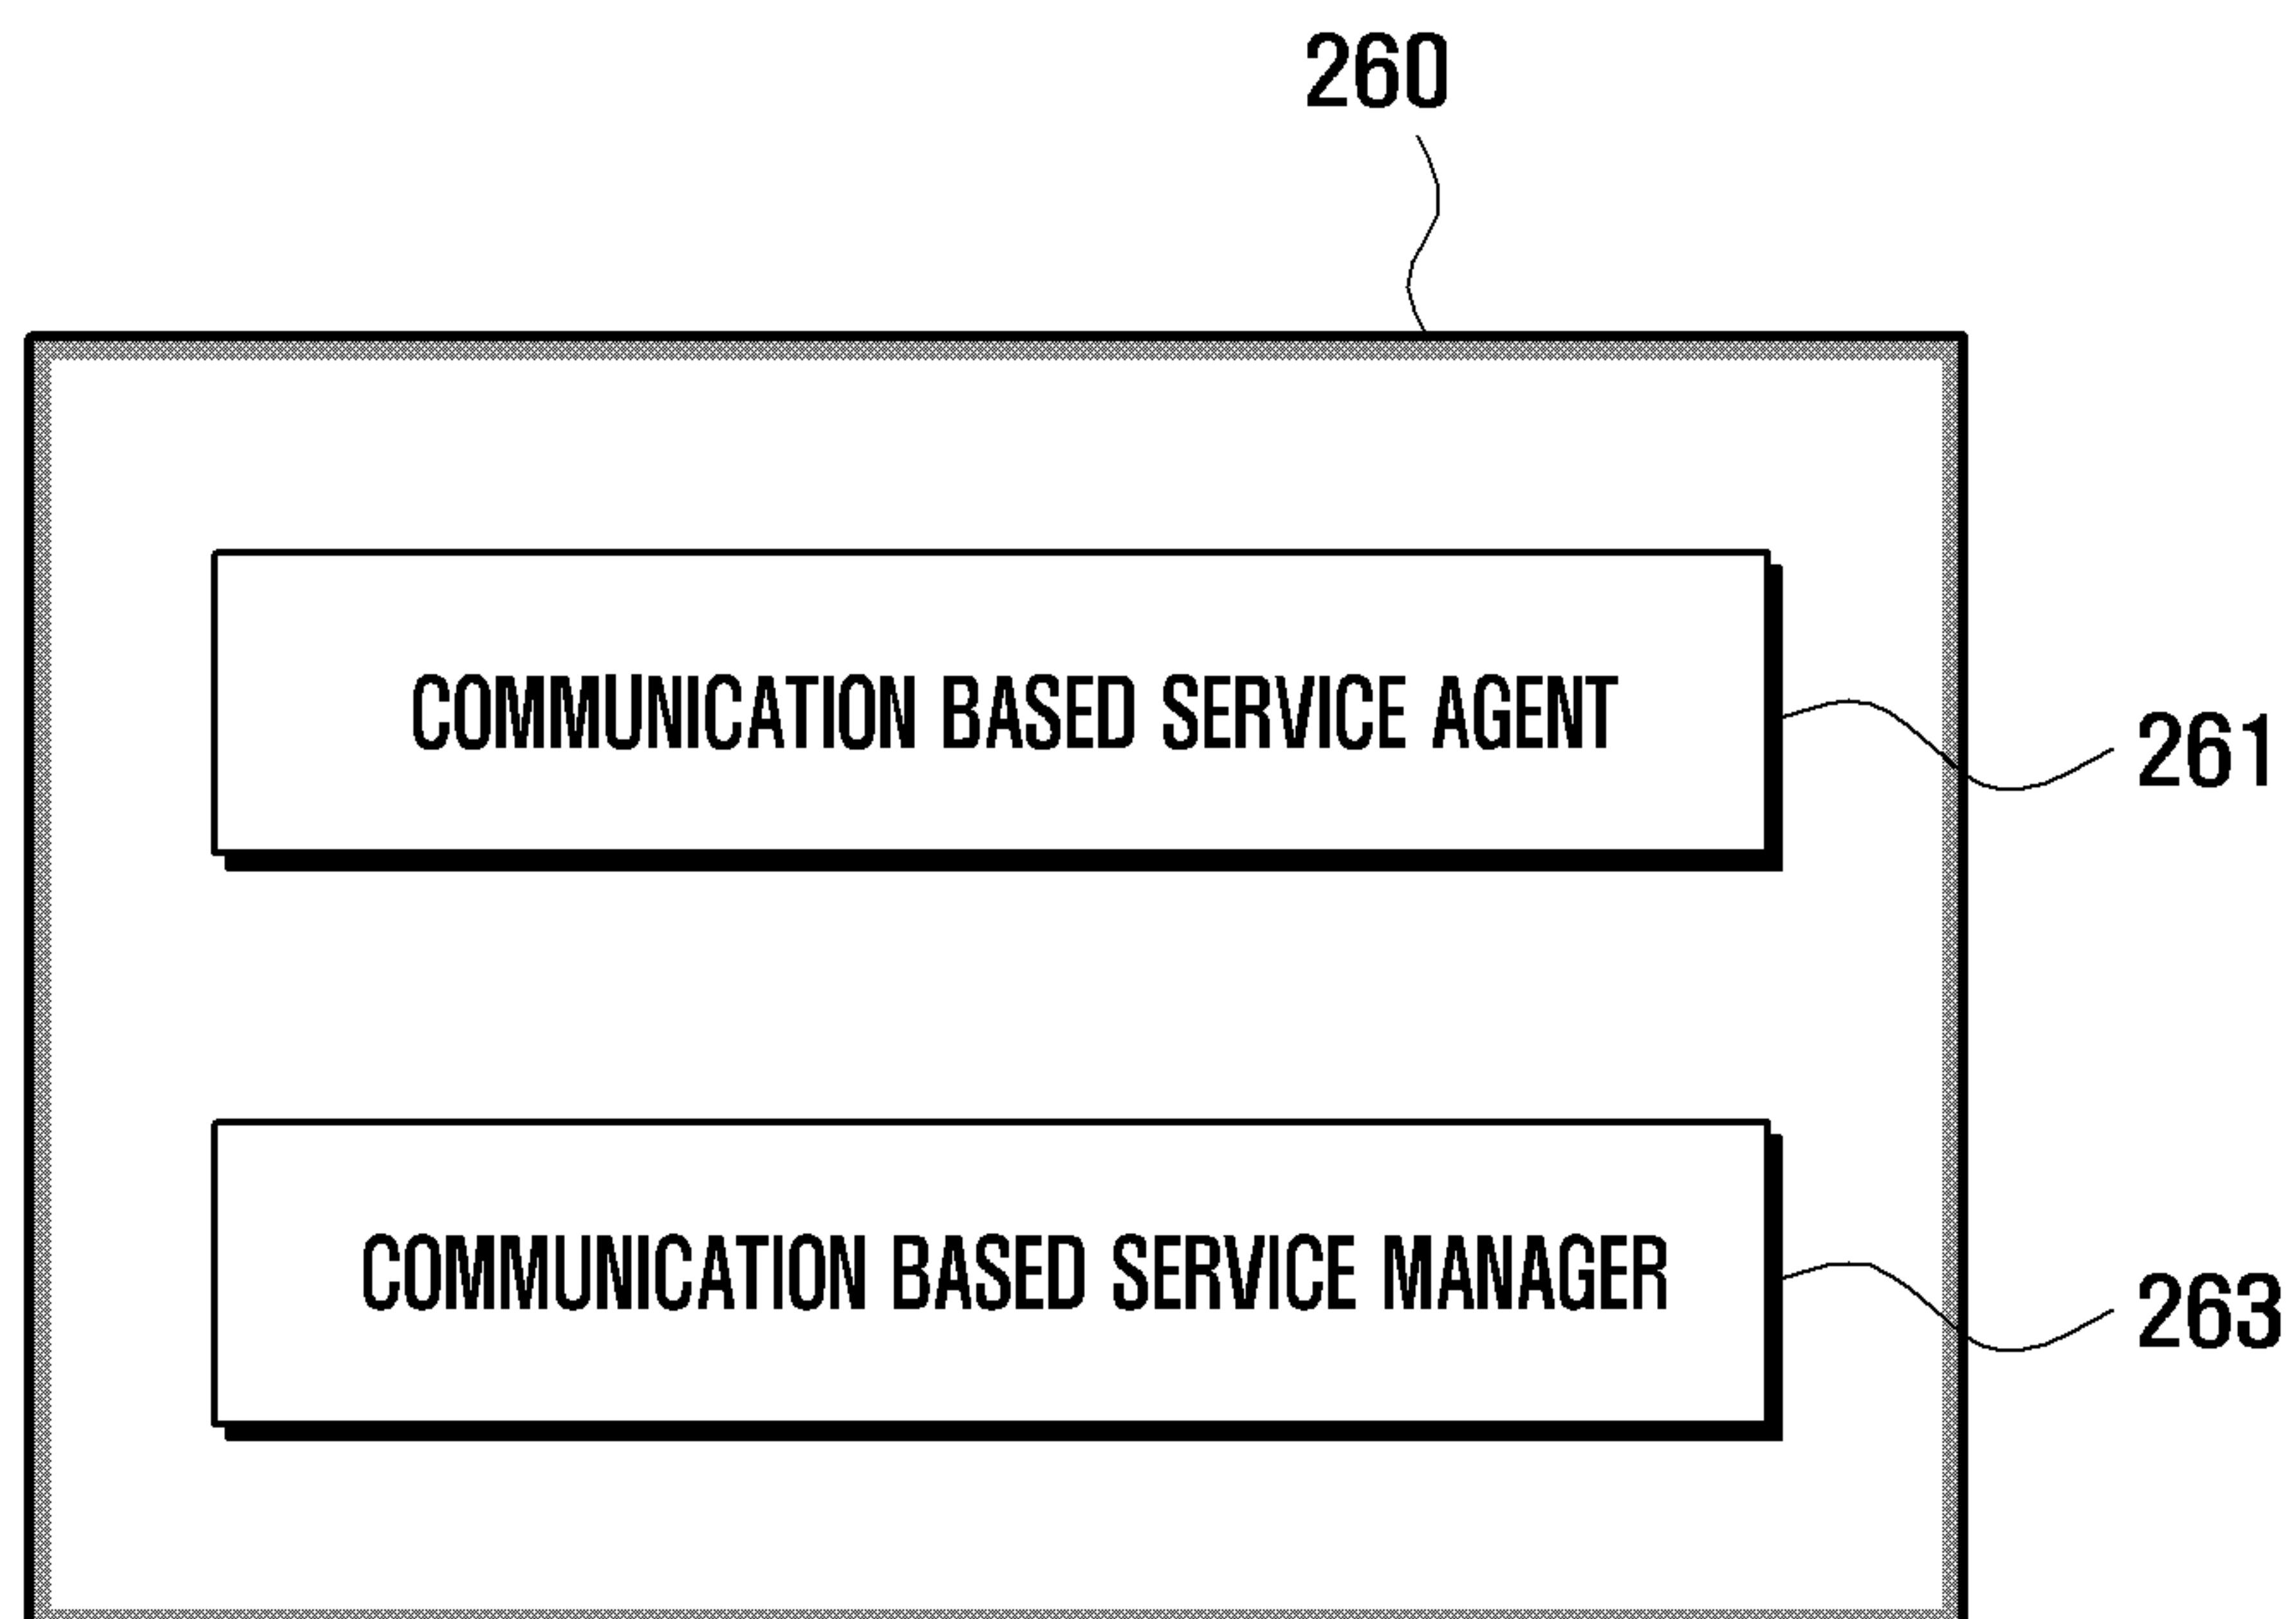 260
COMMUNICATION BASED SERVICE AGENT
261
COMMUNICATION BASED SERVICE MANAGER
263